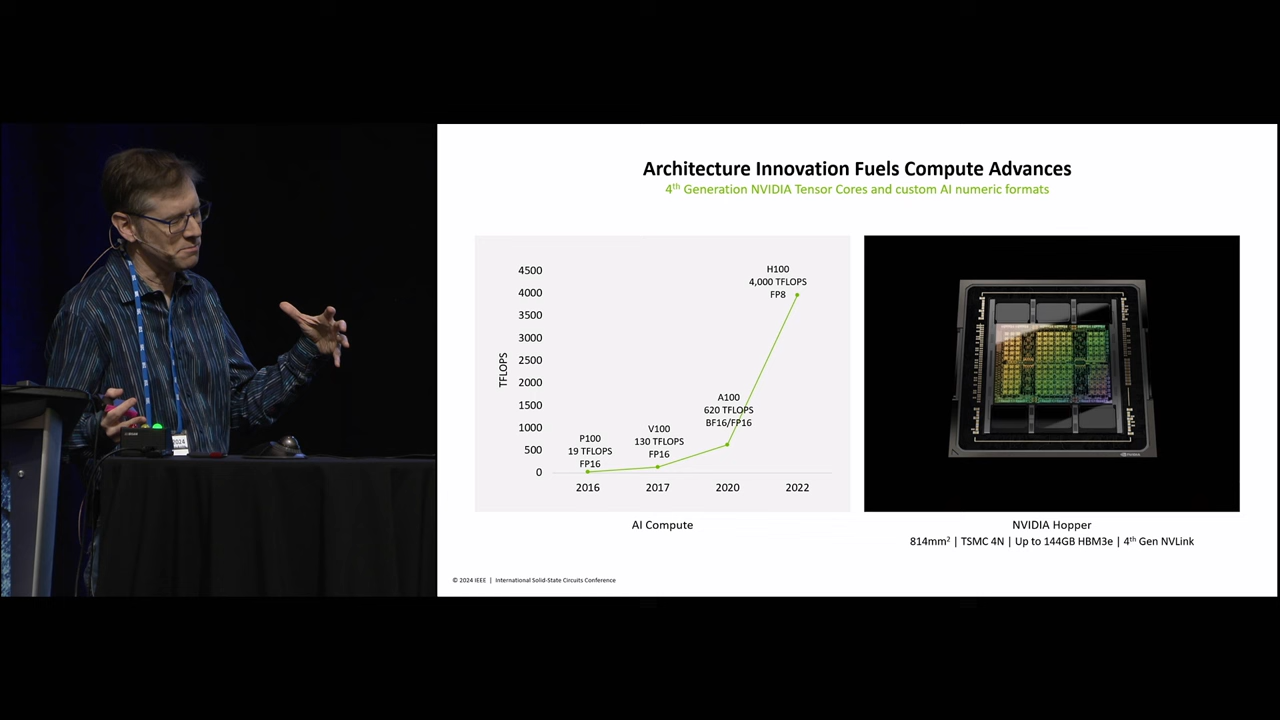 Architecture Innovation Fuels Compute Advances
4th Generation NVIDIA Tensor Cores and custom AI numeric formats
TFLOPS
4500
4000
3500
3000
2500
2000
1500
1000
500
0
P100
19 TFLOPS
FP16
V100
130 TFLOPS
FP16
A100
620 TFLOPS
BF16/FP16
H100
4,000 TFLOPS
FP8
2016
2017
2020
2022
AI Compute
NVIDIA Hopper
814mm² | TSMC 4N | Up to 144GB HBM3e | 4th Gen NVLink
© 2024 IEEE | International Solid-State Circuits Conference
2024